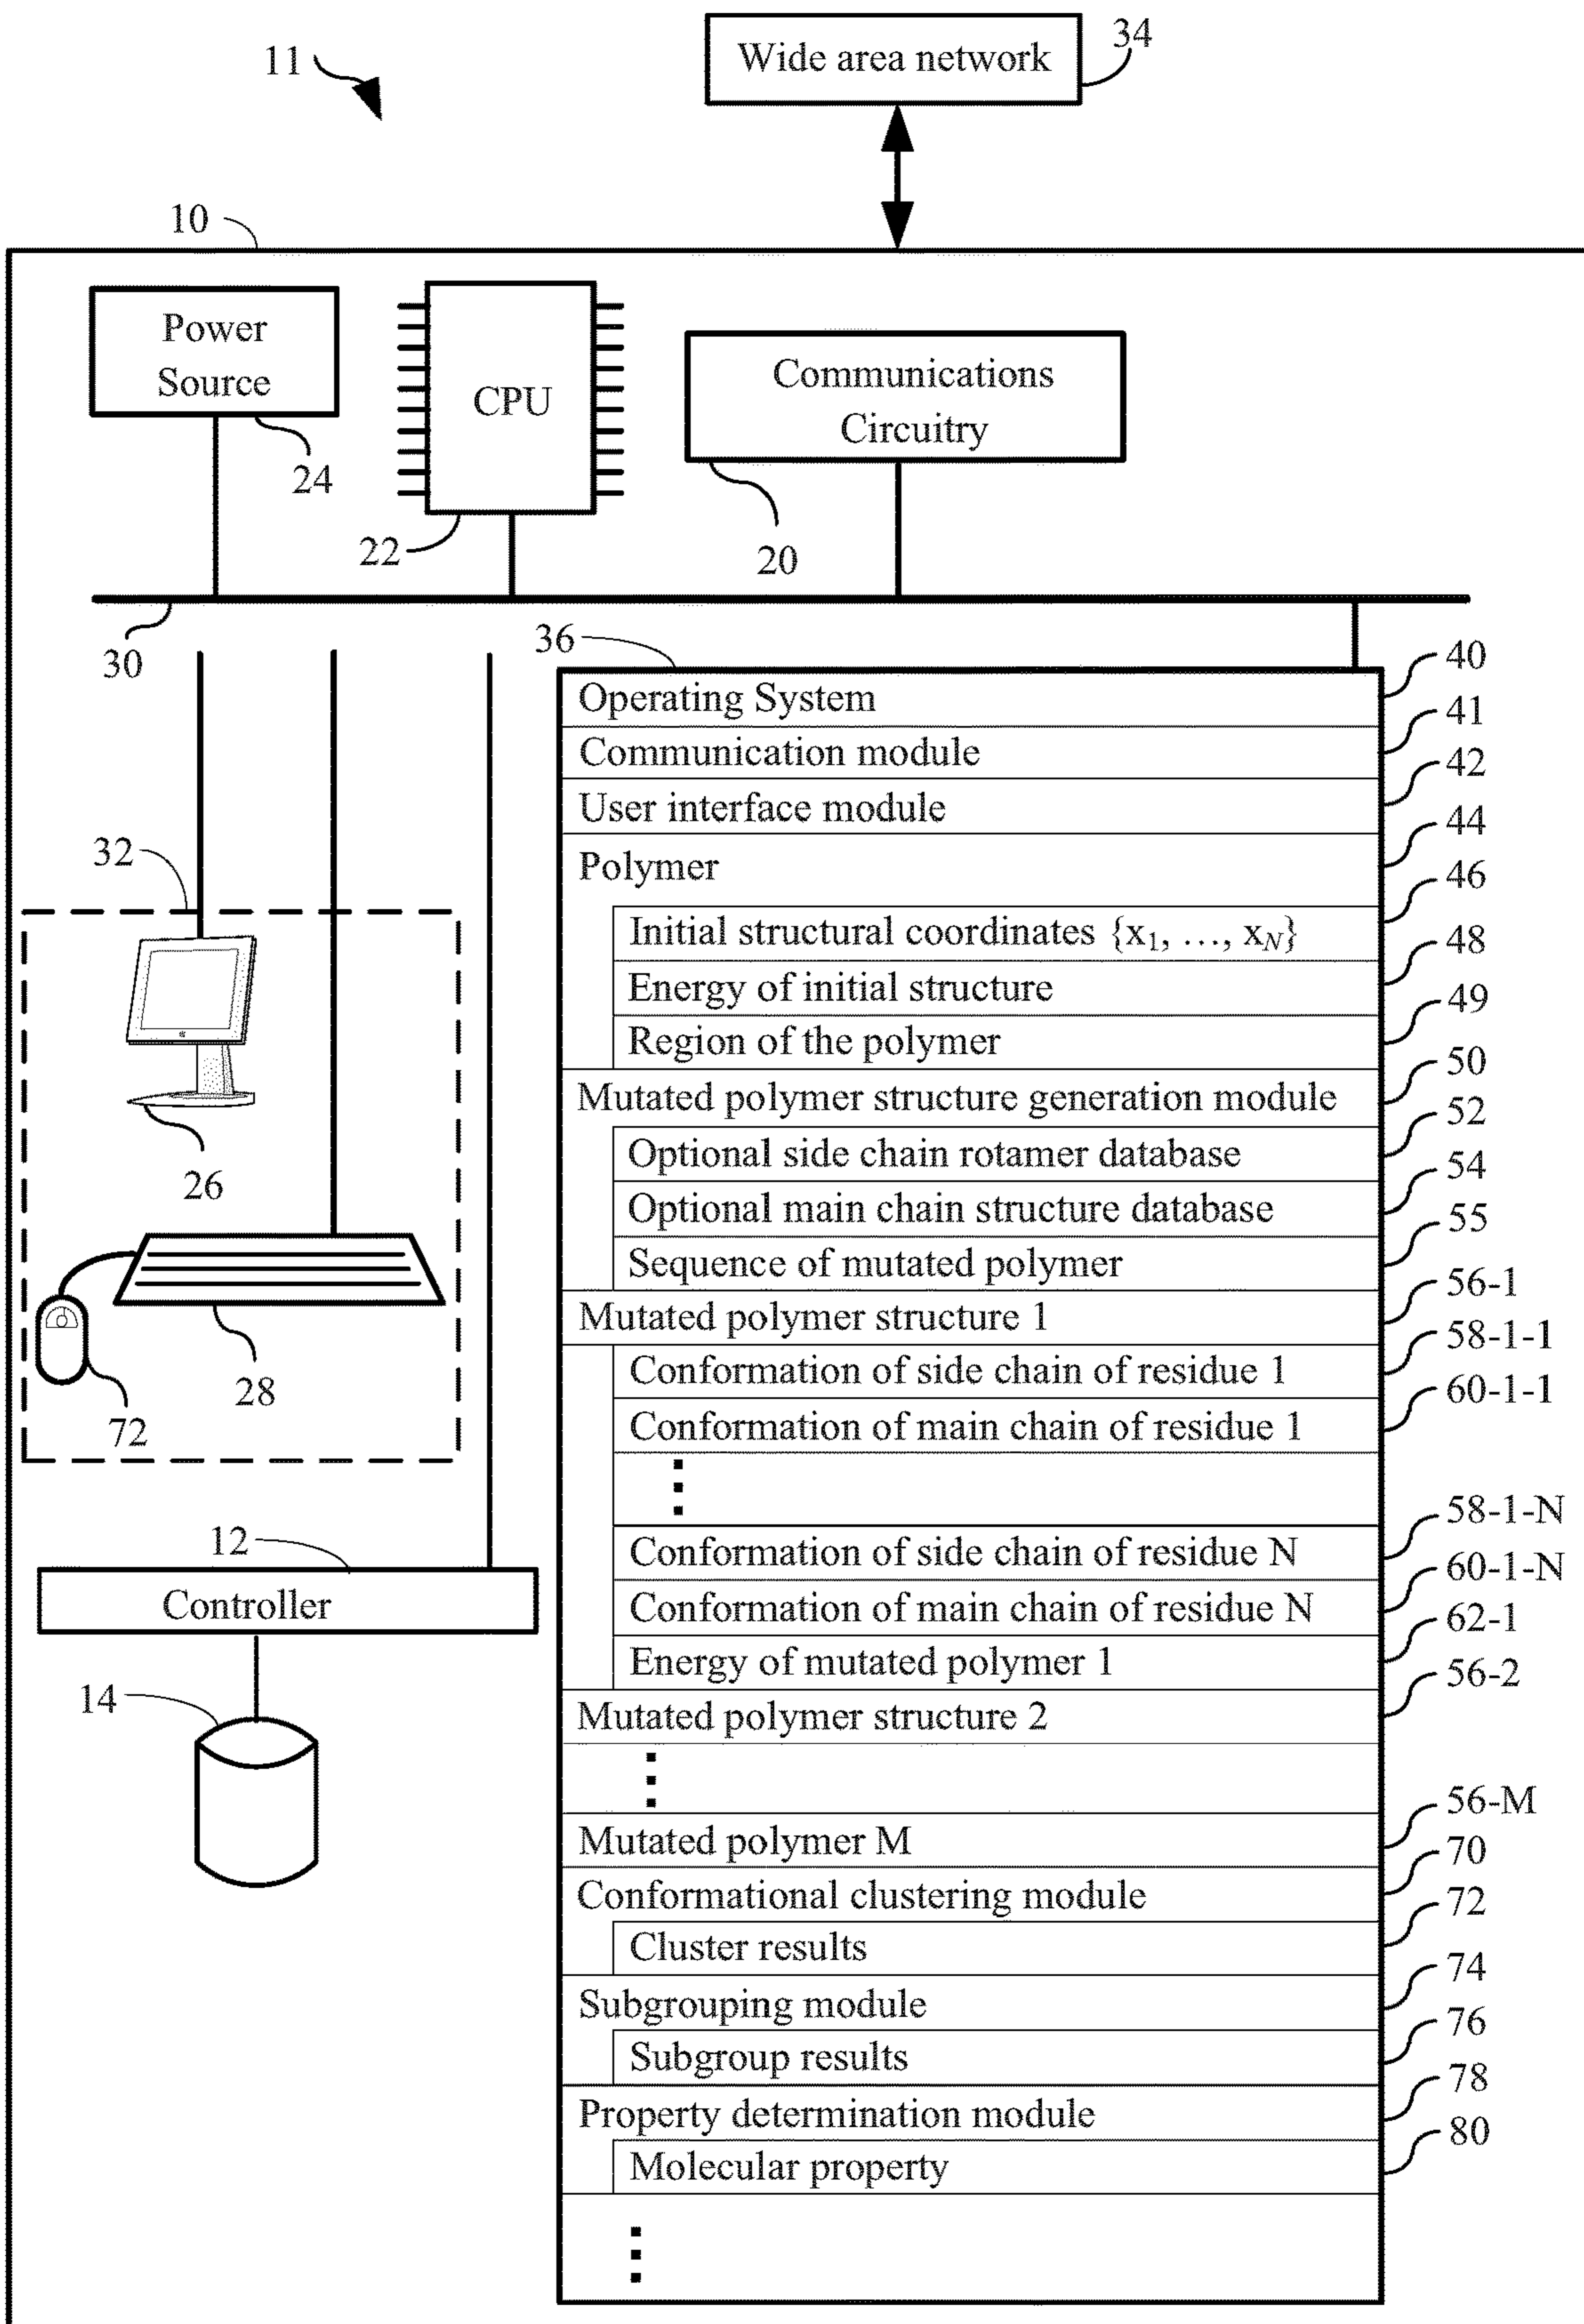 11
Wide area network
34
10
Power
Source
24
CPU
22
Communications
Circuitry
20
30
36
32
26
28
72
12
Controller
14
Operating System
40
Communication module
41
User interface module
42
Polymer
44
Initial structural coordinates {x1, …, xN}
46
Energy of initial structure
48
Region of the polymer
49
Mutated polymer structure generation module
50
Optional side chain rotamer database
52
Optional main chain structure database
54
Sequence of mutated polymer
55
Mutated polymer structure 1
56-1
Conformation of side chain of residue 1
58-1-1
Conformation of main chain of residue 1
60-1-1
Conformation of side chain of residue N
58-1-N
Conformation of main chain of residue N
60-1-N
Energy of mutated polymer 1
62-1
Mutated polymer structure 2
56-2
Mutated polymer M
56-M
Conformational clustering module
70
Cluster results
72
Subgrouping module
74
Subgroup results
76
Property determination module
78
Molecular property
80